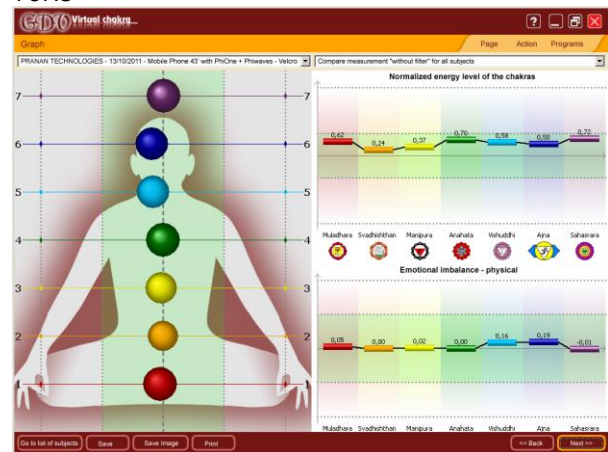 GDV Virtual chakra...
Graph
Page Action Programs
PRANAN TECHNOLOGIES - 13/10/2011 - Mobile Phone 43' with PhiOne + Phiwaves - Velcro
Compare measurement "without filter" for all subjects
Normalized energy level of the chakras
7 7
6 6
5 5
4 4
3 3
2 2
1 1
0,62 0,24 0,37 0,70 0,58 0,50 0,72
Muladhara Svadhishthan Manipura Anahata Vishuddhi Ajna Sahasrara
Emotional imbalance - physical
0,05 0,00 0,02 0,00 0,16 0,19 -0,01
Muladhara Svadhishthan Manipura Anahata Vishuddhi Ajna Sahasrara
Go to list of subjects Save Save Image Print << Back Next >>